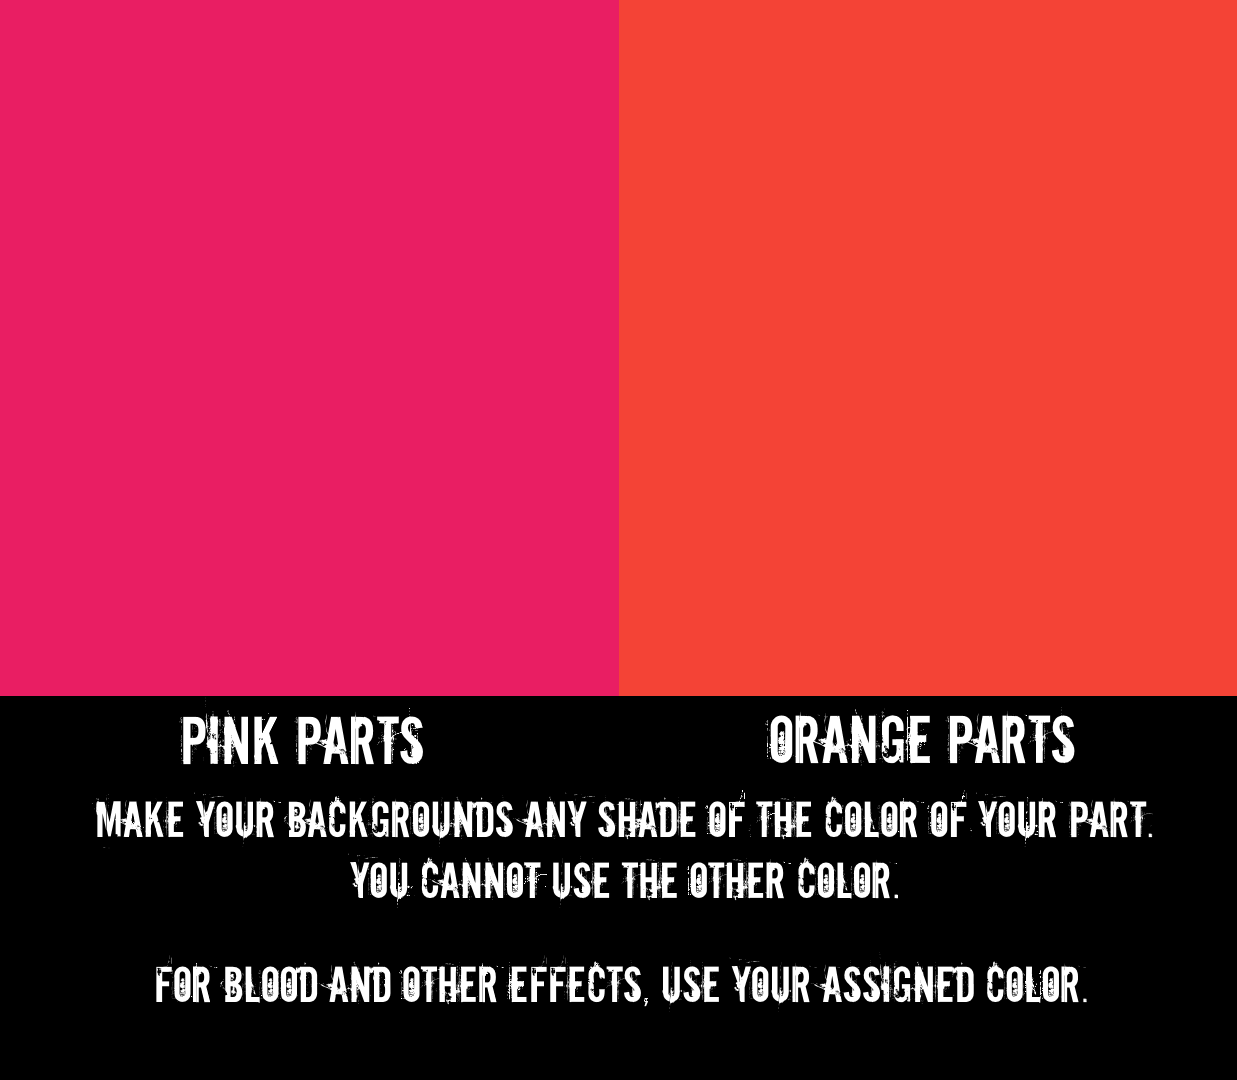 PINK PARTS
ORANGE PARTS
MAKE YOUR BACKGROUNDS ANY SHADE OF THE COLOR OF YOUR PART.
YOU CANNOT USE THE OTHER COLOR.
FOR BLOOD AND OTHER EFFECTS, USE YOUR ASSIGNED COLOR.